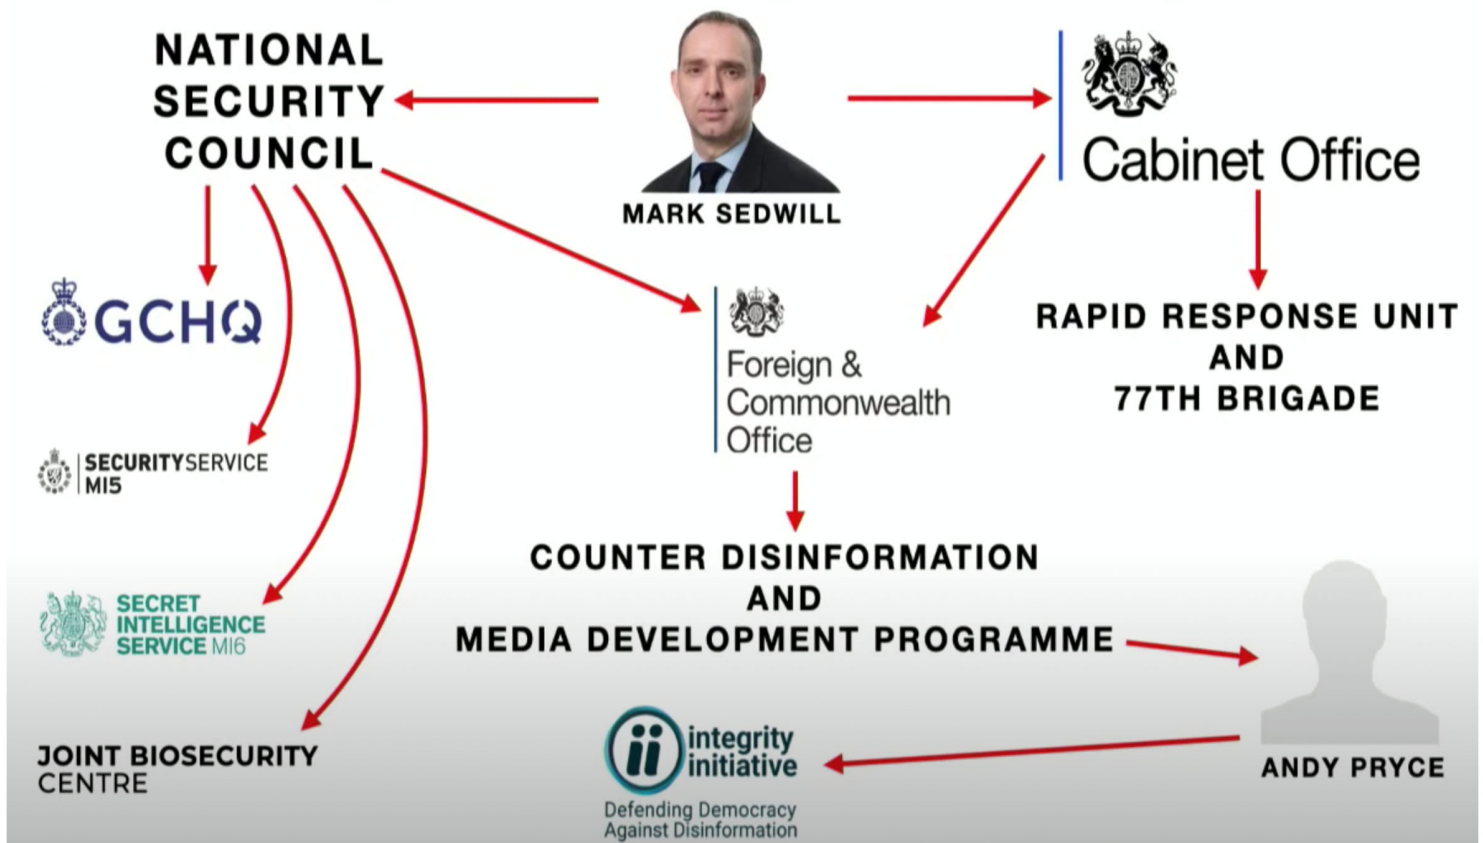 NATIONAL
SECURITY
COUNCIL
MARK SEDWILL
Cabinet Office
GCHQ
Foreign &
Commonwealth
Office
RAPID RESPONSE UNIT
AND
77TH BRIGADE
SECURITYSERVICE
MI5
COUNTER DISINFORMATION
AND
MEDIA DEVELOPMENT PROGRAMME
SECRET
INTELLIGENCE
SERVICE MI6
JOINT BIOSECURITY
CENTRE
ii
integrity
initiative
Defending Democracy
Against Disinformation
ANDY PRYCE